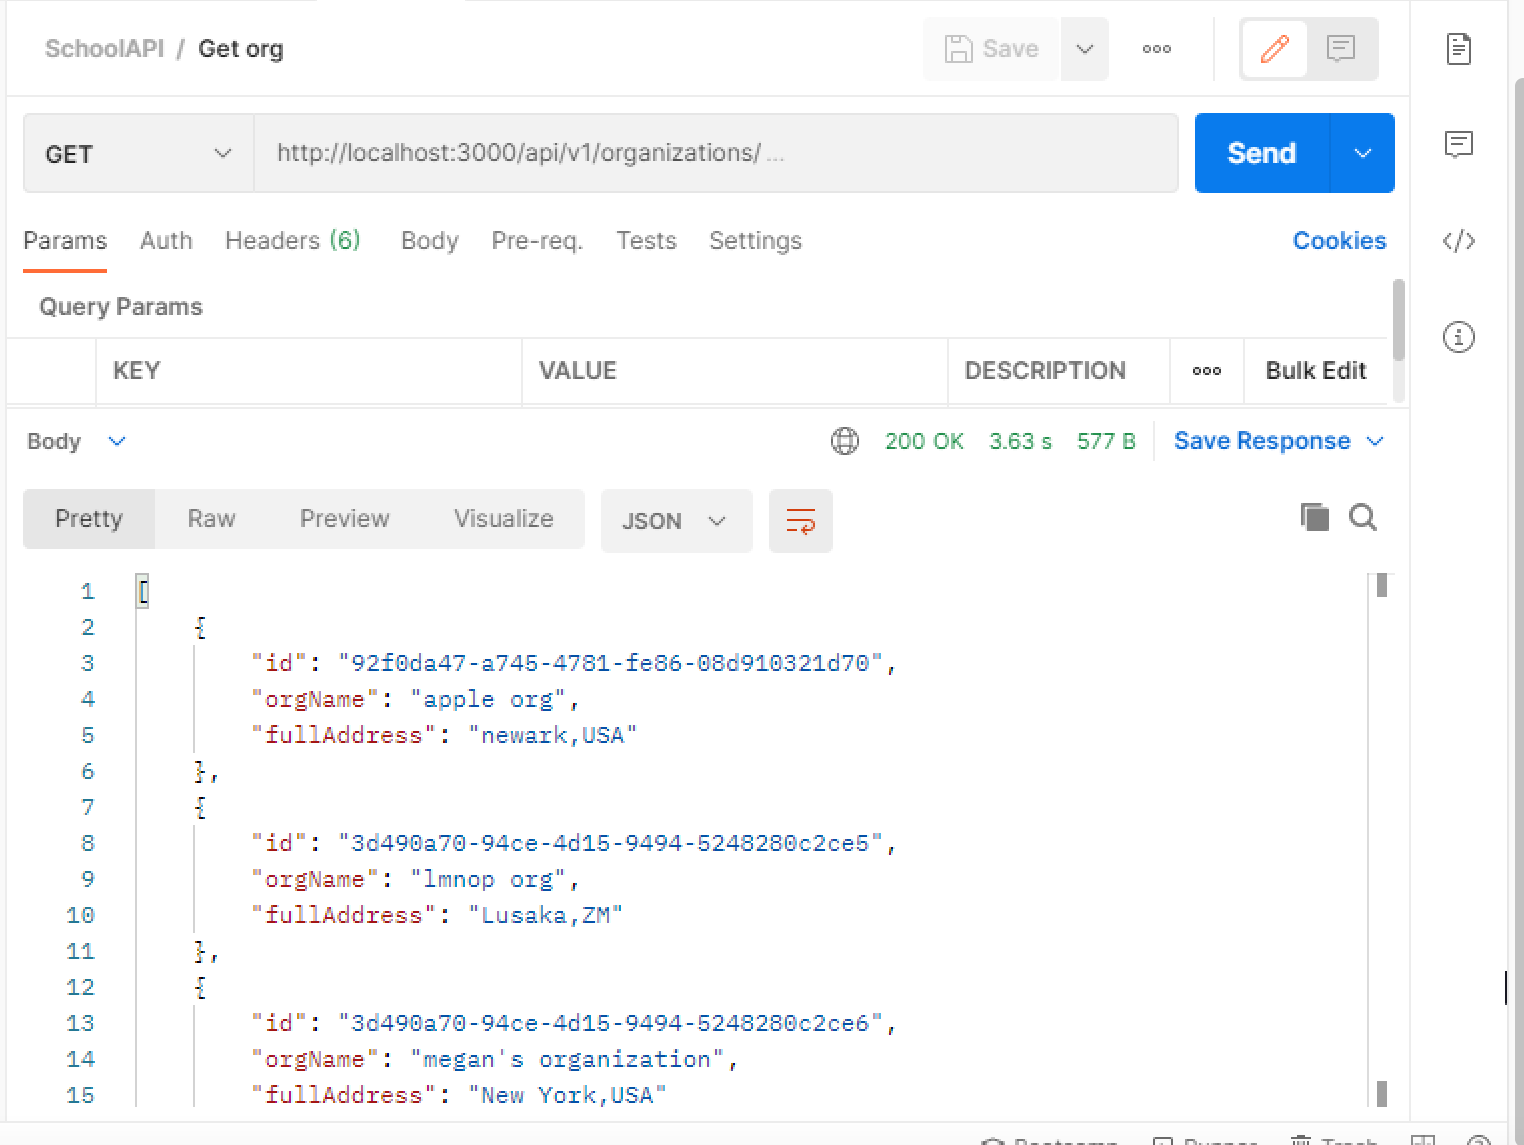 SchoolAPI / Get org
Save
GET
http://localhost:3000/api/v1/organizations/ ...
Send
Params Auth Headers (6) Body Pre-req. Tests Settings Cookies
Query Params
KEY VALUE DESCRIPTION ooo Bulk Edit
Body 200 OK 3.63 s 577 B Save Response
Pretty Raw Preview Visualize JSON
1 [
2 {
3 "id": "92f0da47-a745-4781-fe86-08d910321d70",
4 "orgName": "apple org",
5 "fullAddress": "newark,USA"
6 },
7 {
8 "id": "3d490a70-94ce-4d15-9494-5248280c2ce5",
9 "orgName": "lmnop org",
10 "fullAddress": "Lusaka,ZM"
11 },
12 {
13 "id": "3d490a70-94ce-4d15-9494-5248280c2ce6",
14 "orgName": "megan's organization",
15 "fullAddress": "New York,USA"
Bootcamp Runner Trash